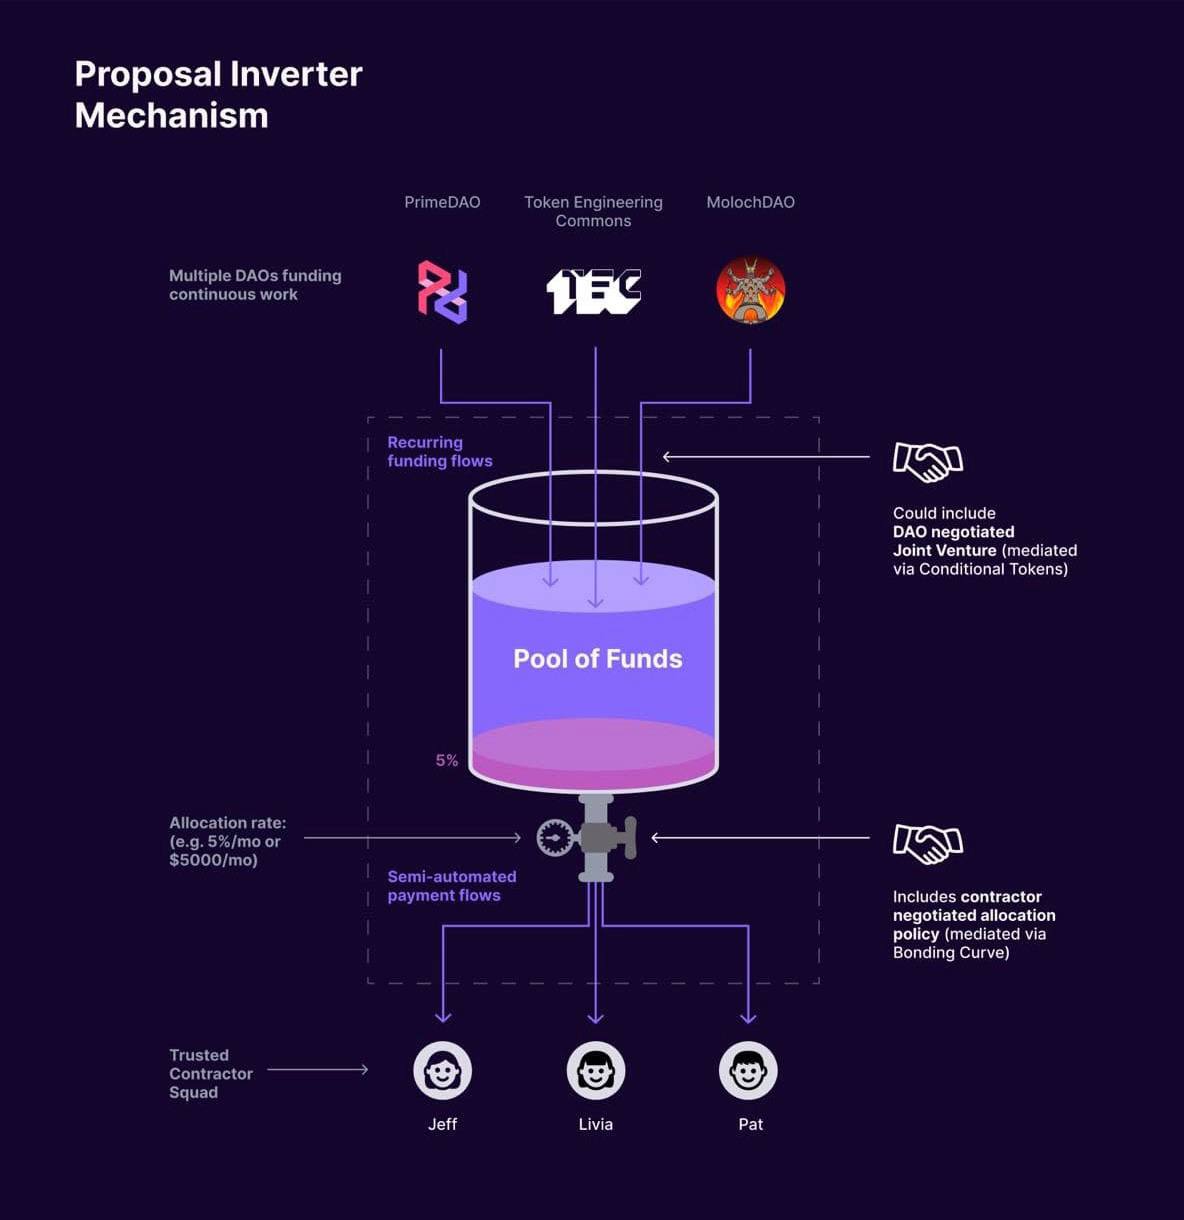 Proposal Inverter
Mechanism
PrimeDAO
Token Engineering
Commons
MolochDAO
Multiple DAOs funding
continuous work
TEC
Recurring
funding flows
Could include
DAO negotiated
Joint Venture (mediated
via Conditional Tokens)
Pool of Funds
5%
Allocation rate:
(e.g. 5%/mo or
$5000/mo)
Semi-automated
payment flows
Includes contractor
negotiated allocation
policy (mediated via
Bonding Curve)
Trusted
Contractor
Squad
Jeff
Livia
Pat